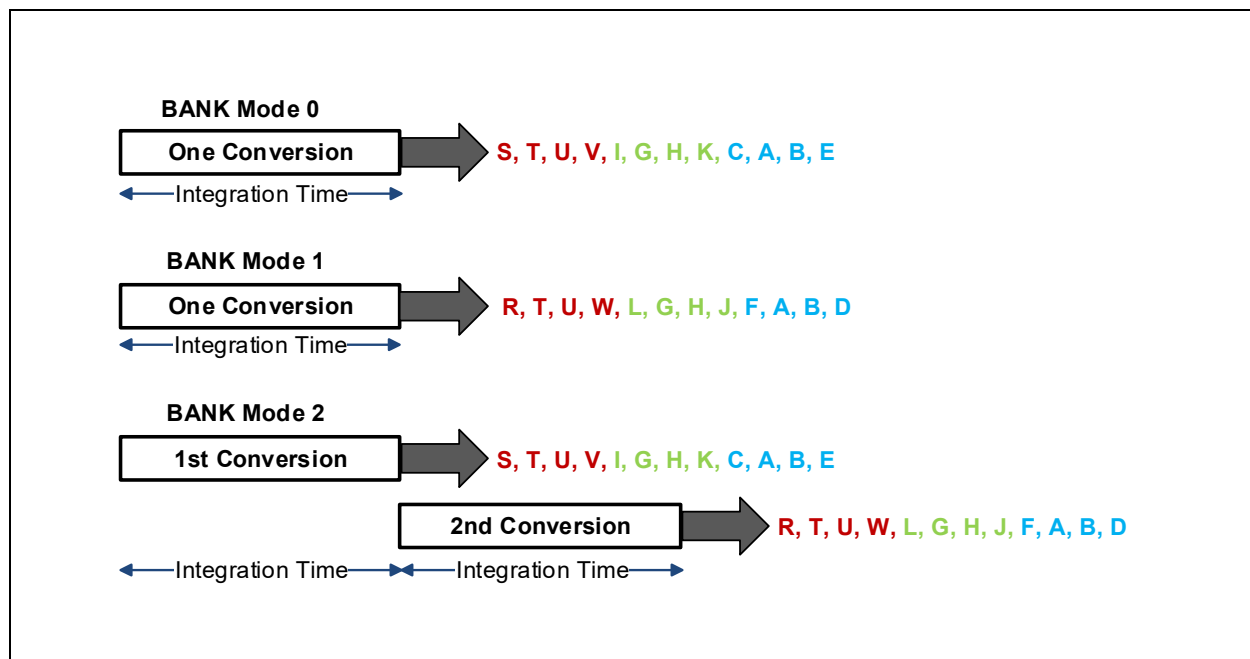 BANK Mode 0
One Conversion
S, T, U, V, I, G, H, K, C, A, B, E
Integration Time
BANK Mode 1
One Conversion
R, T, U, W, L, G, H, J, F, A, B, D
Integration Time
BANK Mode 2
1st Conversion
S, T, U, V, I, G, H, K, C, A, B, E
2nd Conversion
R, T, U, W, L, G, H, J, F, A, B, D
Integration Time
Integration Time